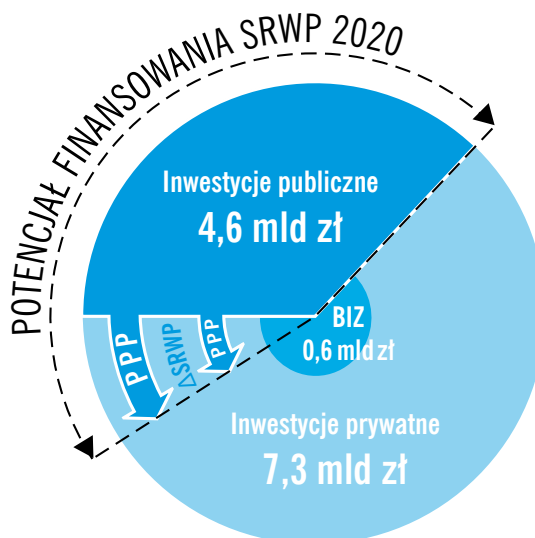 POTENCJAŁ FINANSOWANIA SRWP 2020
Inwestycje publiczne
4,6 mld zł
BIZ
0,6 mld zł
PPP
△SRWP
PPP
Inwestycje prywatne
7,3 mld zł